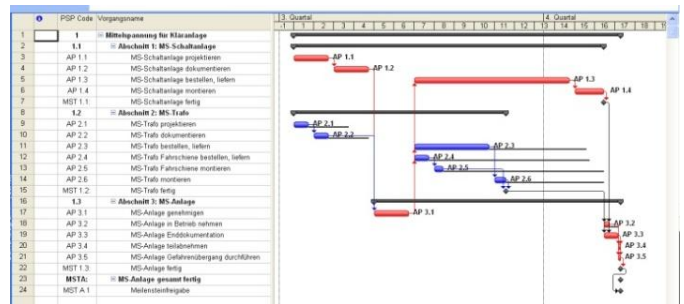 PSP Code Vorgangsname 3. Quartal 4. Quartal
-1 1 2 3 4 5 6 7 8 9 10 11 12 13 14 15 16 17 18
1 1 Mittelspannung für Kläranlage
2 1.1 Abschnitt 1: MS-Schaltanlage
3 AP 1.1 MS-Schaltanlage projektieren AP 1.1
4 AP 1.2 MS-Schaltanlage dokumentieren AP 1.2
5 AP 1.3 MS-Schaltanlage bestellen, liefern AP 1.3
6 AP 1.4 MS-Schaltanlage montieren AP 1.4
7 MST 1.1: MS-Schaltanlage fertig
8 1.2 Abschnitt 2: MS-Trafo
9 AP 2.1 MS-Trafo projektieren AP 2.1
10 AP 2.2 MS-Trafo dokumentieren AP 2.2
11 AP 2.3 MS-Trafo bestellen, liefern AP 2.3
12 AP 2.4 MS-Trafo Fahrschiene bestellen, liefern AP 2.4
13 AP 2.5 MS-Trafo Fahrschiene montieren AP 2.5
14 AP 2.6 MS-Trafo montieren AP 2.6
15 MST 1.2: MS-Trafo fertig
16 1.3 Abschnitt 3: MS-Anlage
17 AP 3.1 MS-Anlage genehmigen AP 3.1
18 AP 3.2 MS-Anlage in Betrieb nehmen AP 3.2
19 AP 3.3 MS-Anlage Enddokumentation AP 3.3
20 AP 3.4 MS-Anlage teilabnehmen AP 3.4
21 AP 3.5 MS-Anlage Gefahrenübergang durchführen AP 3.5
22 MST 1.3: MS-Anlage fertig
23 MSTA: MS-Anlage gesamt fertig
24 MST A.1 Meilensteinfreigabe